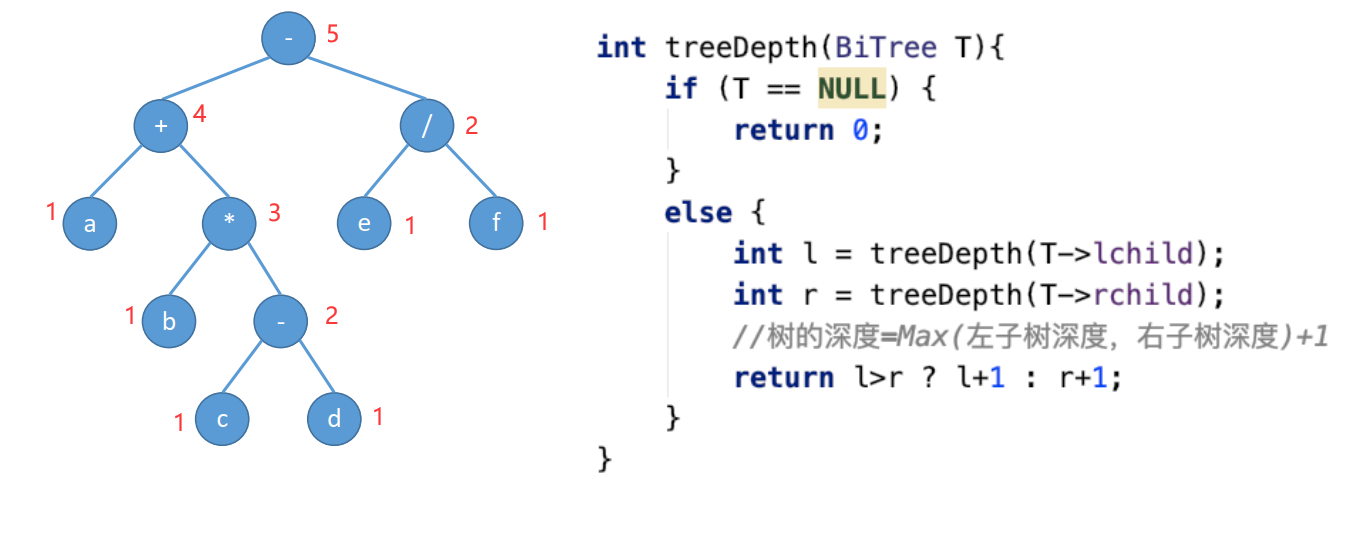 - 5
+ 4 / 2
1 a * 3 e 1 f 1
1 b - 2
1 c d 1
int treeDepth(BiTree T){
if (T == NULL) {
return 0;
}
else {
int l = treeDepth(T->lchild);
int r = treeDepth(T->rchild);
//树的深度=Max(左子树深度，右子树深度)+1
return l>r ? l+1 : r+1;
}
}